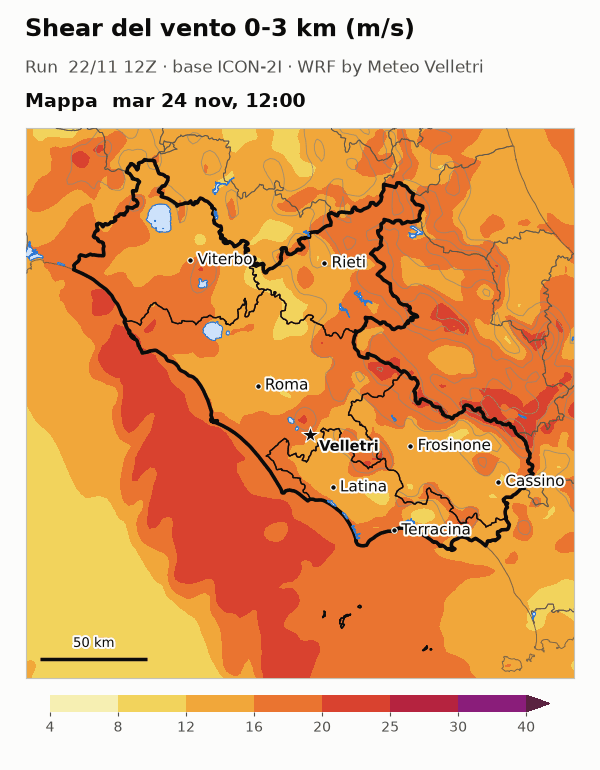 Shear del vento 0-3 km (m/s)
Run  22/11 12Z · base ICON-2I · WRF by Meteo Velletri
Mappa  mar 24 nov, 12:00
Viterbo
Rieti
Roma
Velletri
Frosinone
Cassino
Latina
Terracina
50 km
4 8 12 16 20 25 30 40